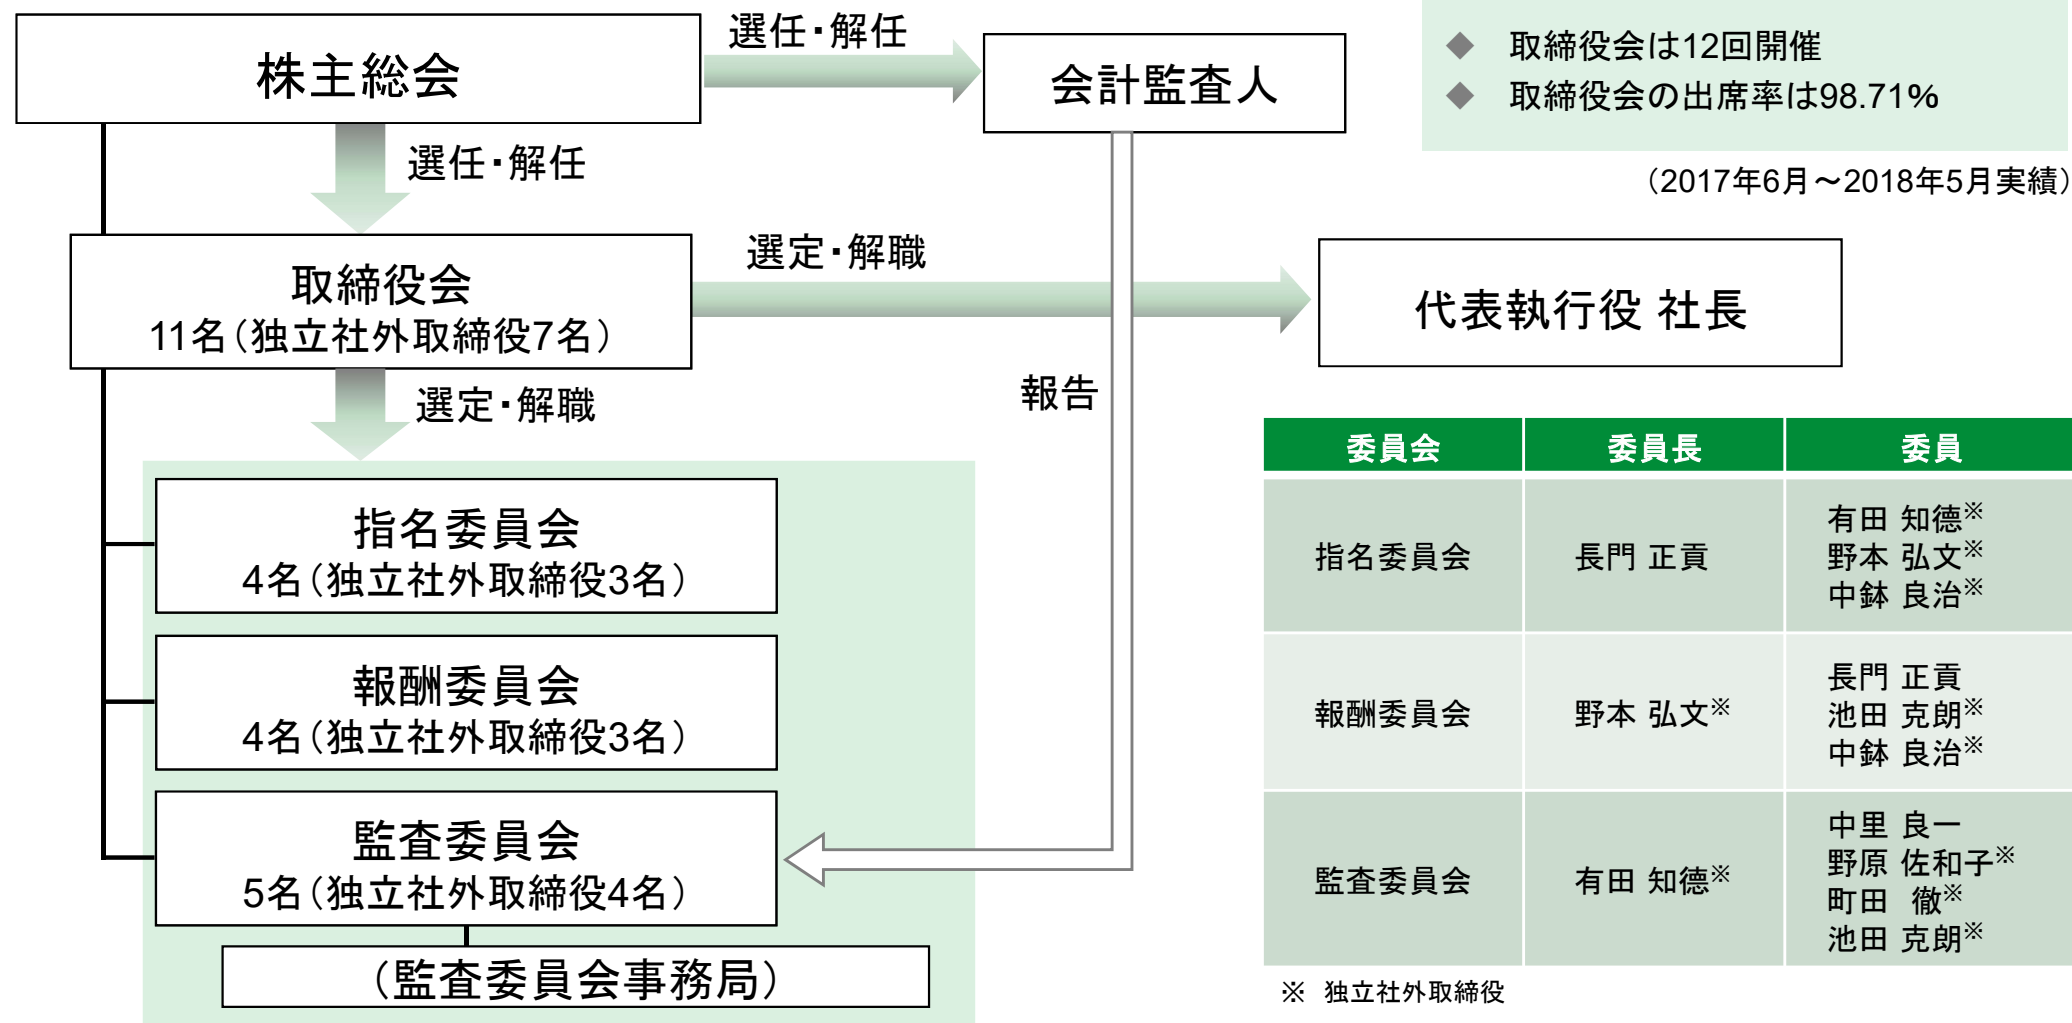 株主総会
選任・解任
会計監査人
◆ 取締役会は12回開催
◆ 取締役会の出席率は98.71%
（2017年6月～2018年5月実績）
選任・解任
取締役会
11名（独立社外取締役7名）
選定・解職
代表執行役 社長
選定・解職
報告
指名委員会
4名（独立社外取締役3名）
報酬委員会
4名（独立社外取締役3名）
監査委員会
5名（独立社外取締役4名）
（監査委員会事務局）
委員会 委員長 委員
指名委員会 長門 正貢
有田 知德※
野本 弘文※
中鉢 良治※
報酬委員会 野本 弘文※
長門 正貢
池田 克朗※
中鉢 良治※
監査委員会 有田 知德※
中里 良一
野原 佐和子※
町田 徹※
池田 克朗※
※ 独立社外取締役